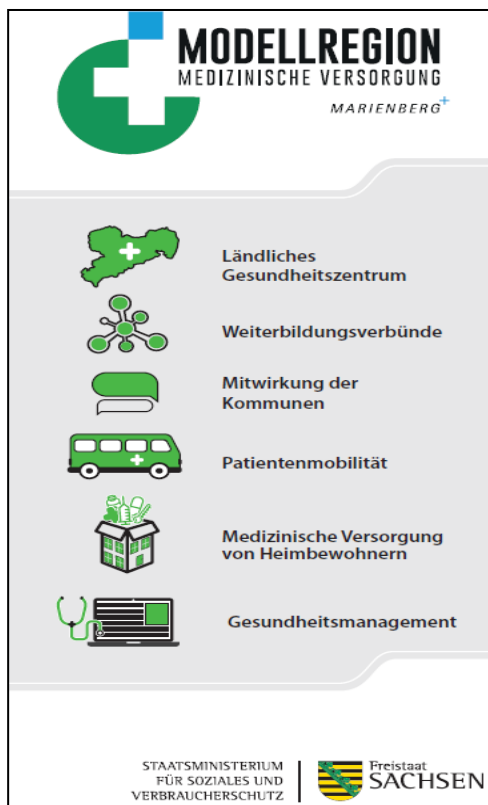 MODELLREGION
MEDIZINISCHE VERSORGUNG
MARIENBERG+
Ländliches
Gesundheitszentrum
Weiterbildungsverbünde
Mitwirkung der
Kommunen
Patientenmobilität
Medizinische Versorgung
von Heimbewohnern
Gesundheitsmanagement
STAATSMINISTERIUM
FÜR SOZIALES UND
VERBRAUCHERSCHUTZ
Freistaat
SACHSEN